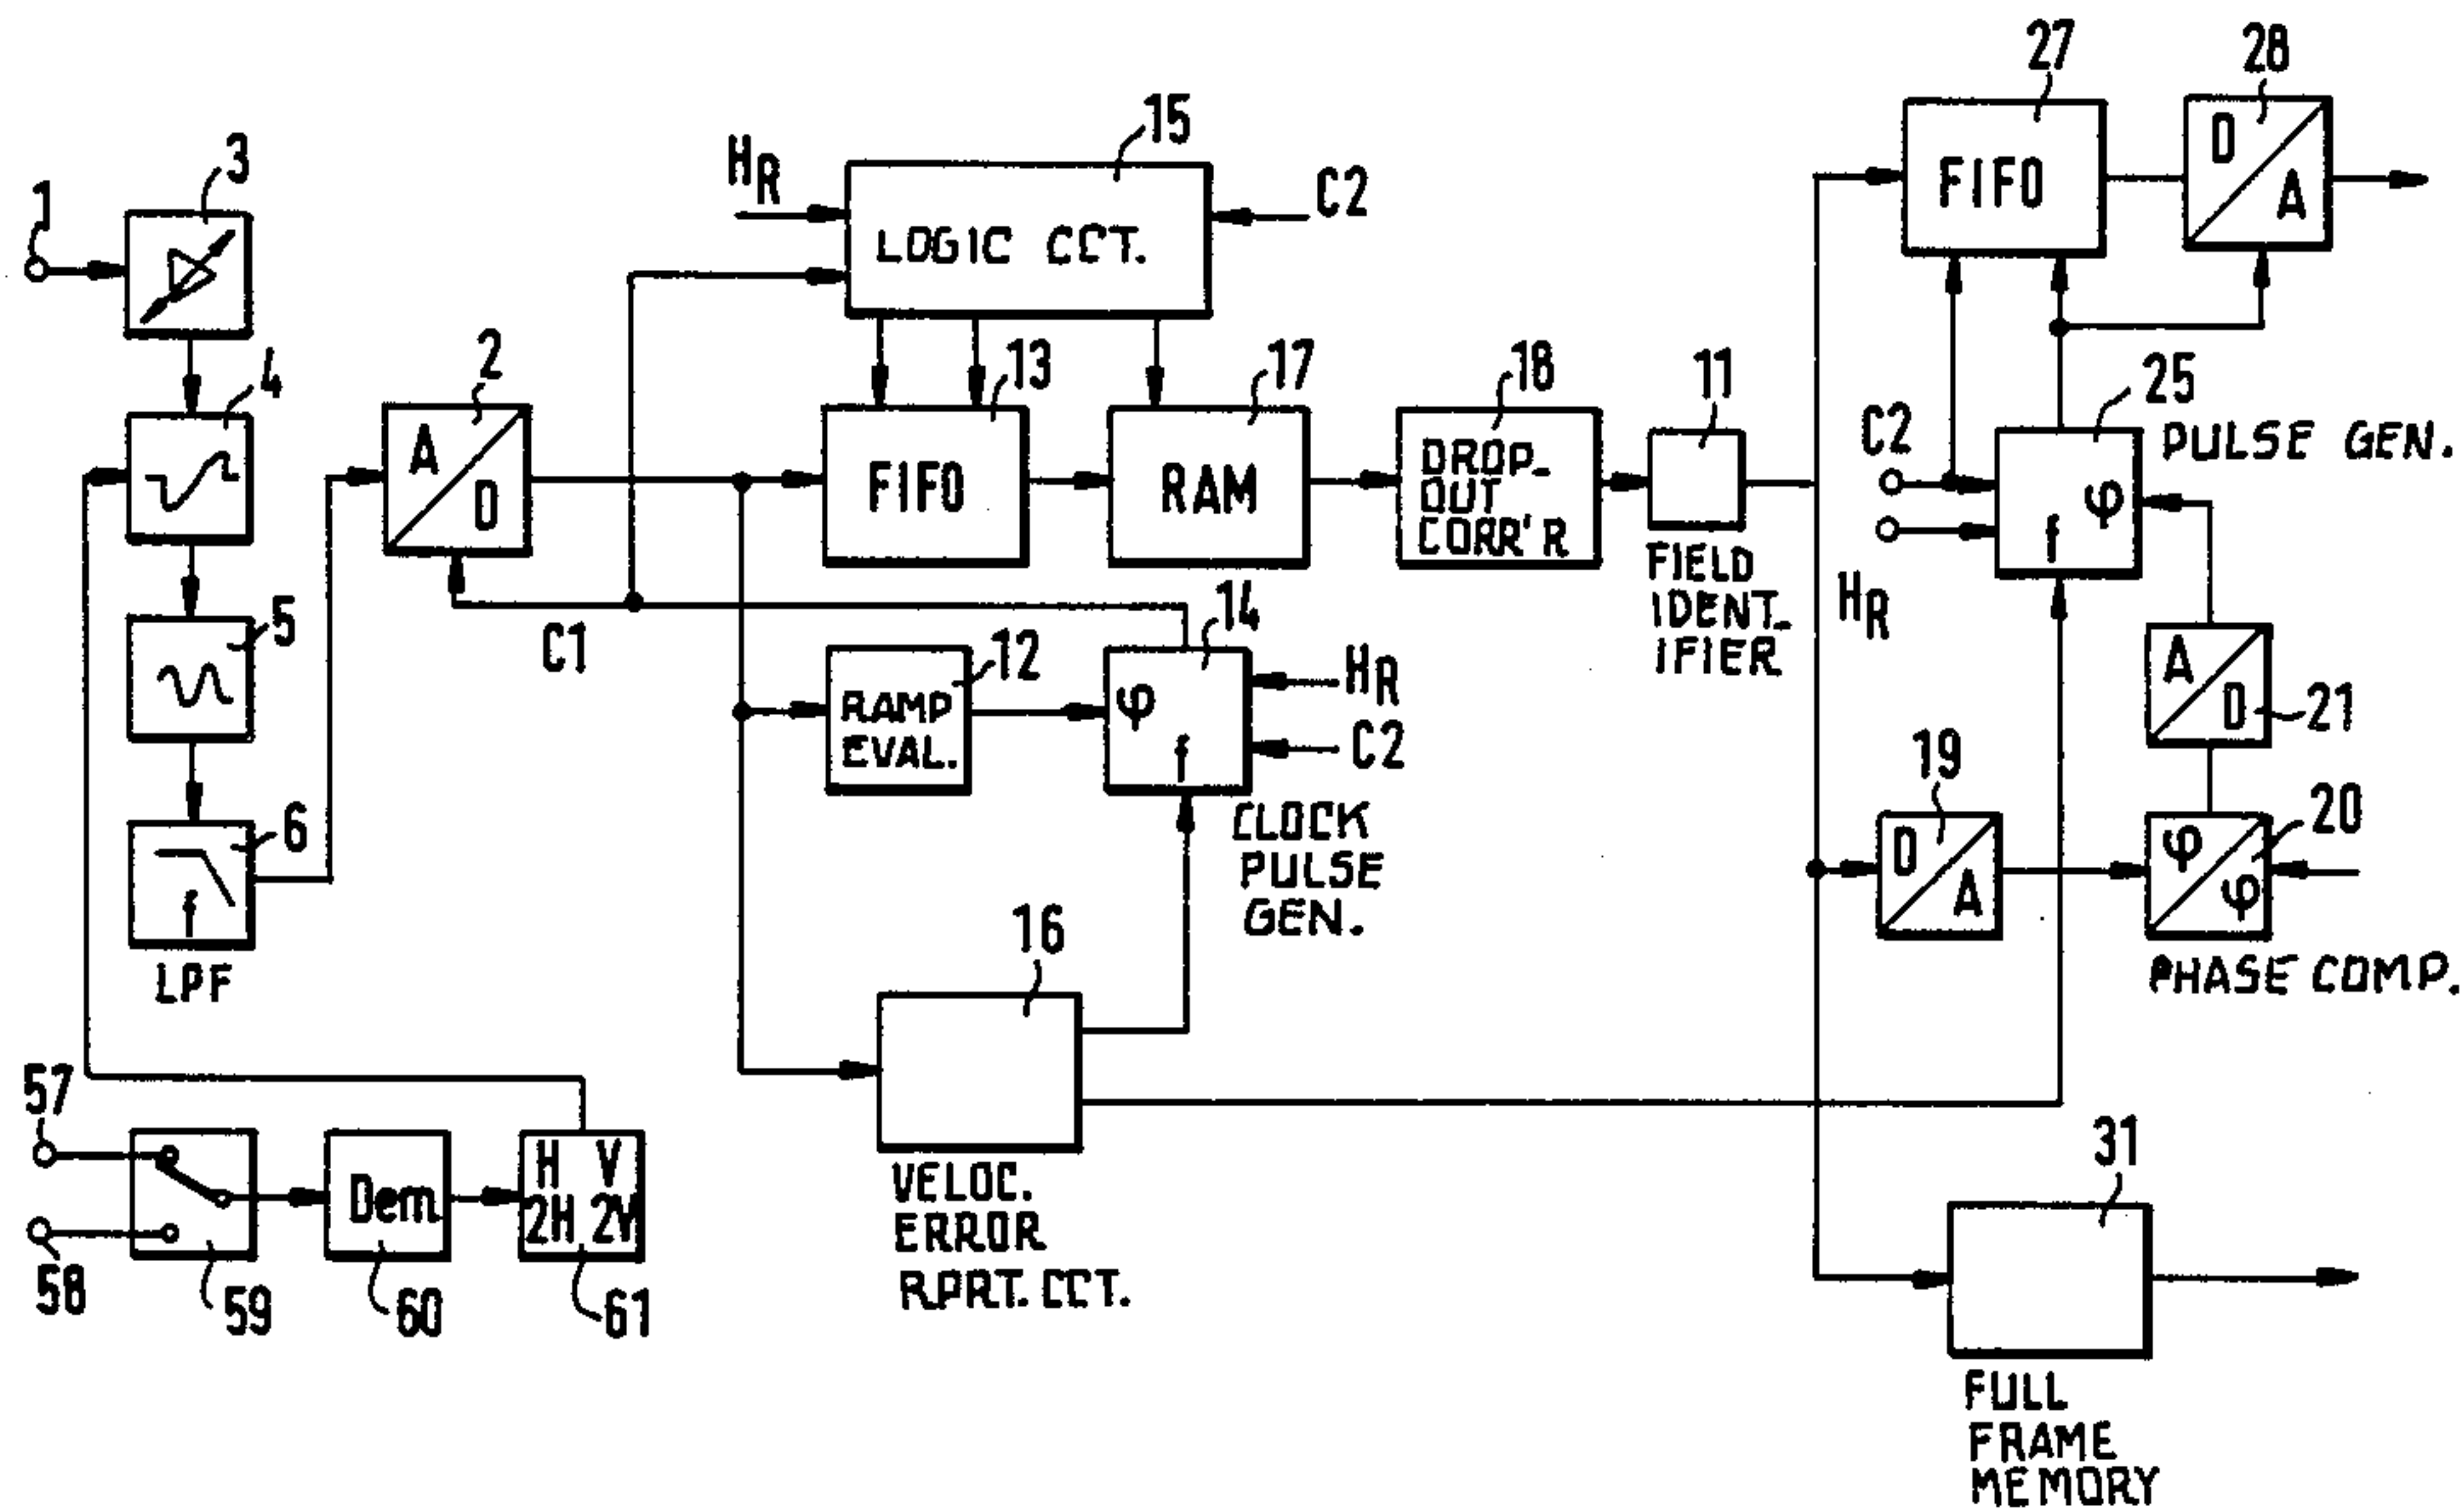 1
3
4
5
6
f
LPF
2
A
D
C1
HR
15
C2
LOGIC CCT.
13
FIFO
17
RAM
18
DROP-
OUT
CORR'R
11
FIELD
IDENT-
IFIER
12
RAMP
EVAL.
14
φ
f
HR
C2
CLOCK
PULSE
GEN.
16
VELOC.
ERROR
RPRT. CCT.
27
FIFO
28
D
A
25
PULSE GEN.
C2
φ
f
HR
A
D
21
19
D
A
20
φ
φ
PHASE COMP.
31
FULL
FRAME
MEMORY
57
58
59
Dem
60
H V
2H 2V
61